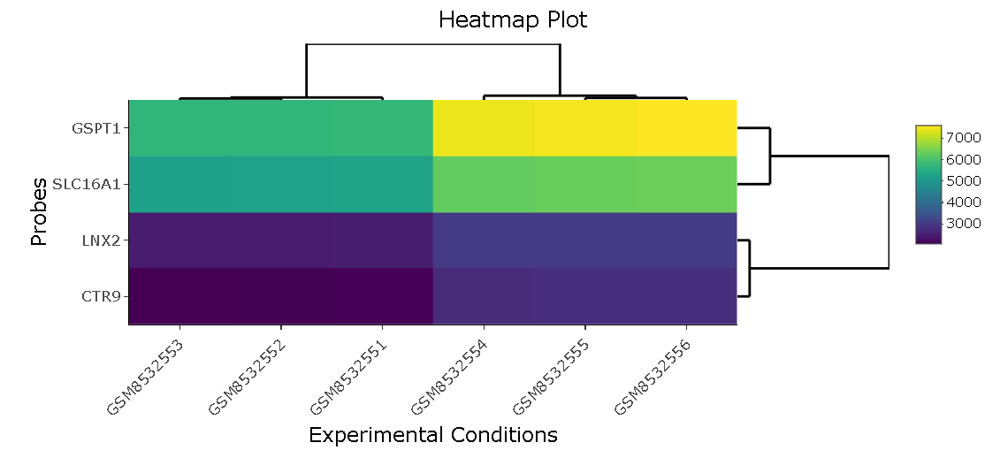 Heatmap Plot
GSPT1
SLC16A1
LNX2
CTR9
Probes
7000
6000
5000
4000
3000
GSM8532553
GSM8532552
GSM8532551
GSM8532554
GSM8532555
GSM8532556
Experimental Conditions